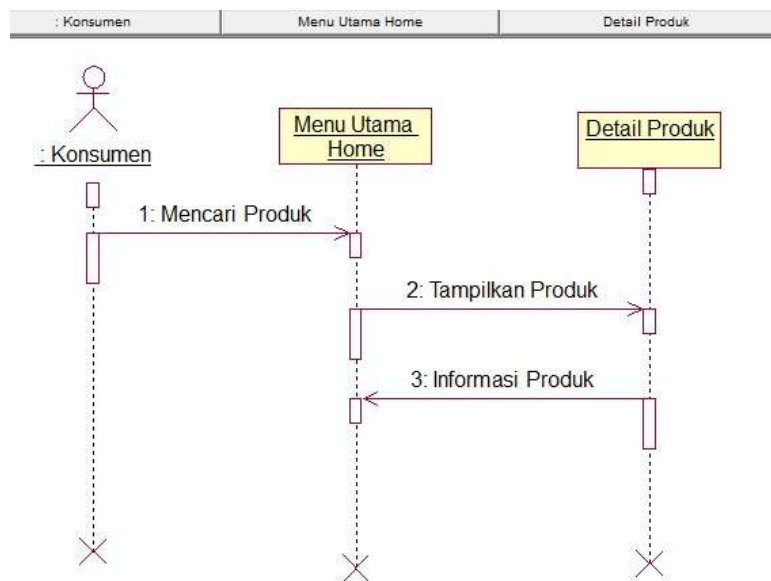 : Konsumen
Menu Utama Home
Detail Produk
: Konsumen
Menu Utama
Home
Detail Produk
1: Mencari Produk
2: Tampilkan Produk
3: Informasi Produk